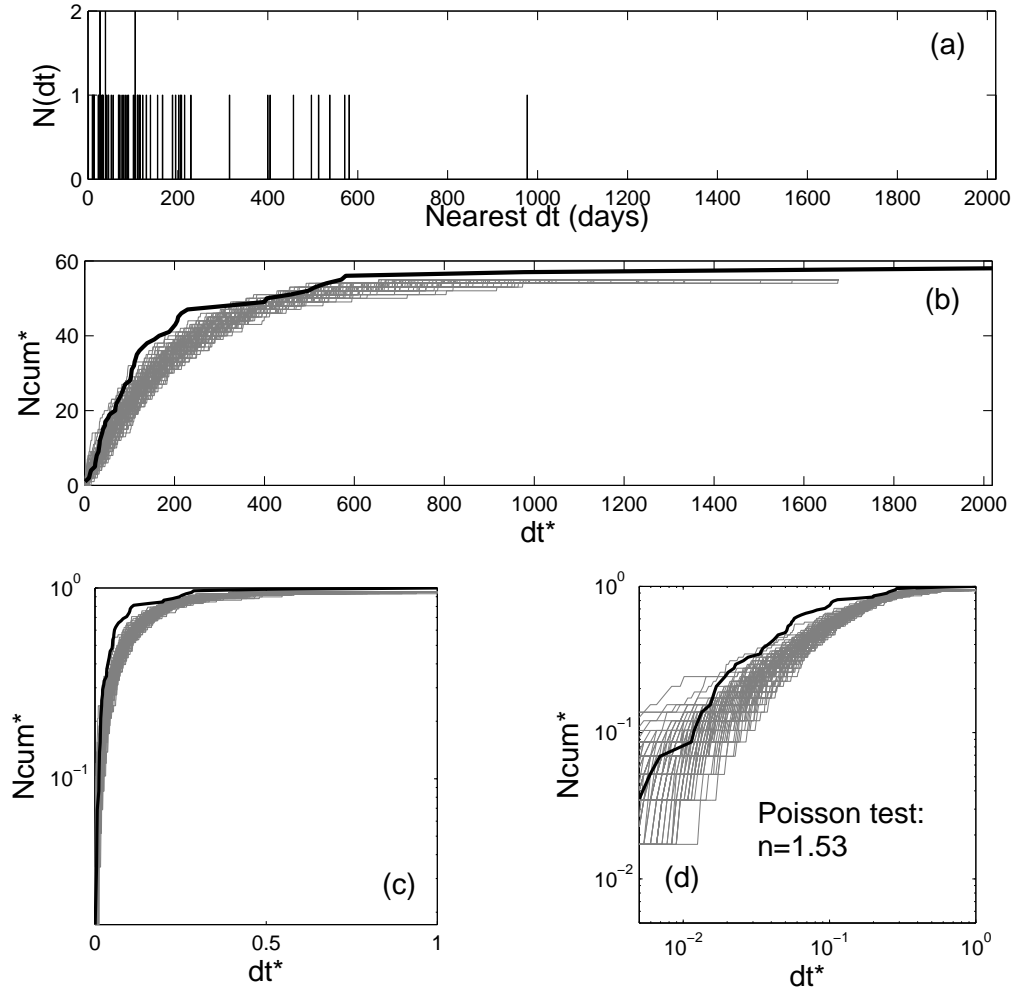 2
(a)
N(dt)
1
0
0 200 400 600 800 1000 1200 1400 1600 1800 2000
Nearest dt (days)
60
(b)
40
Ncum*
20
0
0 200 400 600 800 1000 1200 1400 1600 1800 2000
dt*
10^0
Ncum*
10^-1
(c)
0 0.5 1
dt*
10^0
Ncum*
10^-1
Poisson test:
n=1.53
10^-2
(d)
10^-2 10^-1 10^0
dt*